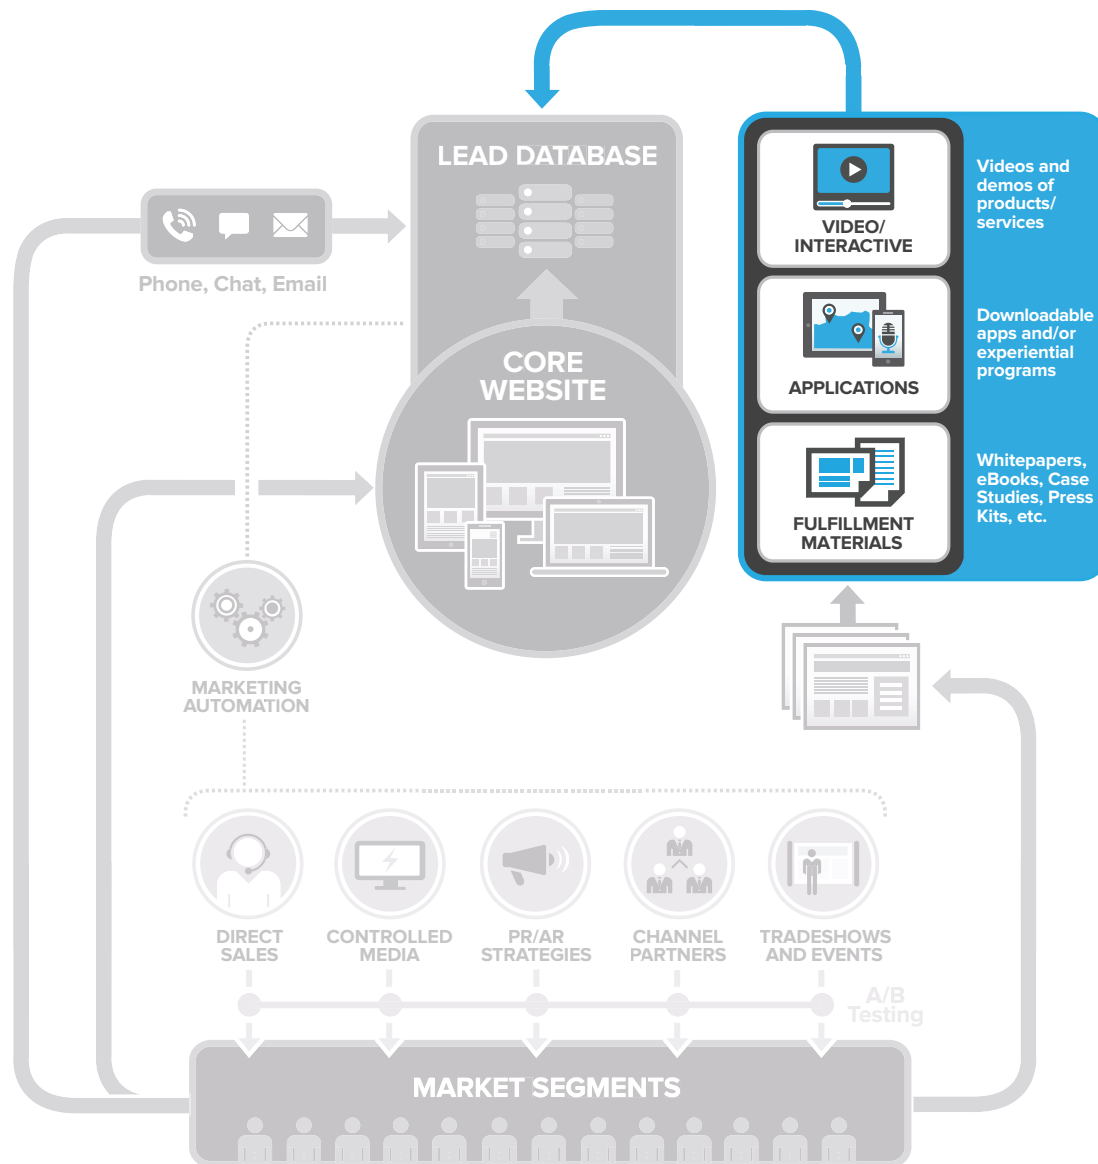 LEAD DATABASE
Phone, Chat, Email
CORE
WEBSITE
VIDEO/
INTERACTIVE
Videos and
demos of
products/
services
APPLICATIONS
Downloadable
apps and/or
experiential
programs
FULFILLMENT
MATERIALS
Whitepapers,
eBooks, Case
Studies, Press
Kits, etc.
MARKETING
AUTOMATION
DIRECT
SALES
CONTROLLED
MEDIA
PR/AR
STRATEGIES
CHANNEL
PARTNERS
TRADESHOWS
AND EVENTS
A/B
Testing
MARKET SEGMENTS